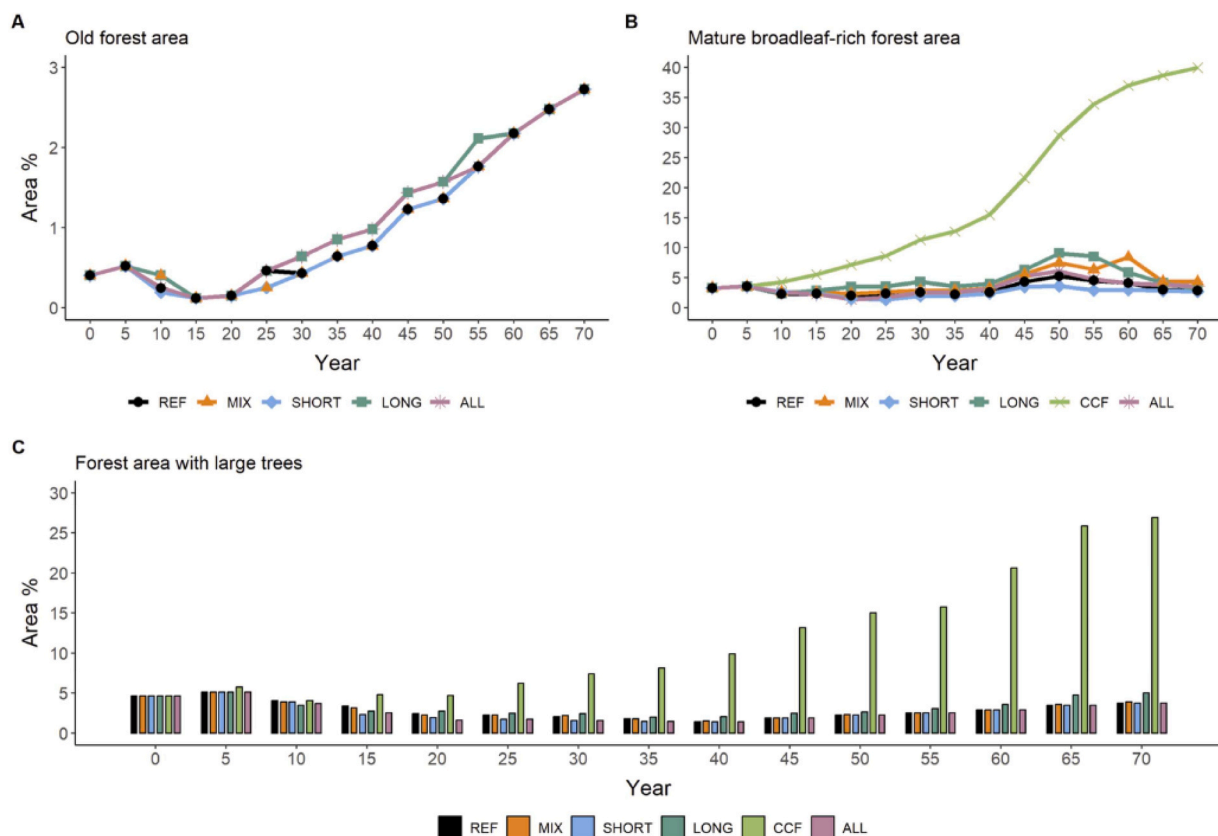 A
Old forest area
3
2
1
0
Area %
0 5 10 15 20 25 30 35 40 45 50 55 60 65 70
Year
REF MIX SHORT LONG ALL
B
Mature broadleaf-rich forest area
40
35
30
25
20
15
10
5
0
0 5 10 15 20 25 30 35 40 45 50 55 60 65 70
Year
REF MIX SHORT LONG CCF ALL
C
Forest area with large trees
30
25
20
15
10
5
0
Area %
0 5 10 15 20 25 30 35 40 45 50 55 60 65 70
Year
REF MIX SHORT LONG CCF ALL